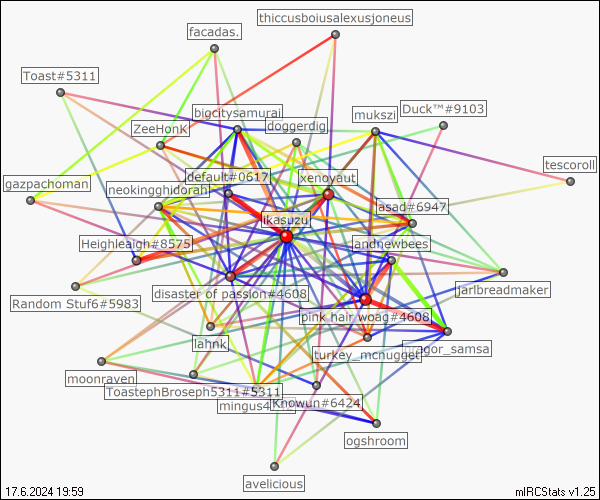 thiccusboiusalexusjoneus
facadas.
Toast#5311
bigcitysamurai
Duck™#9103
mukszi
doggerdig
ZeeHonK
tescoroll
default#0617
xenoyaut
gazpachoman
neokingghidorah
asad#6947
ikasuzu
Heighleaigh#8575
andnewbees
disaster of passion#4608
jarlbreadmaker
Random Stuf6#5983
pink hair woag#4608
lahnk
turkey_mcnugget
gregor_samsa
moonraven
ToastephBroseph5311#5311
Knowun#6424
ogshroom
avelicious
17.6.2024 19:59
mIRCStats v1.25